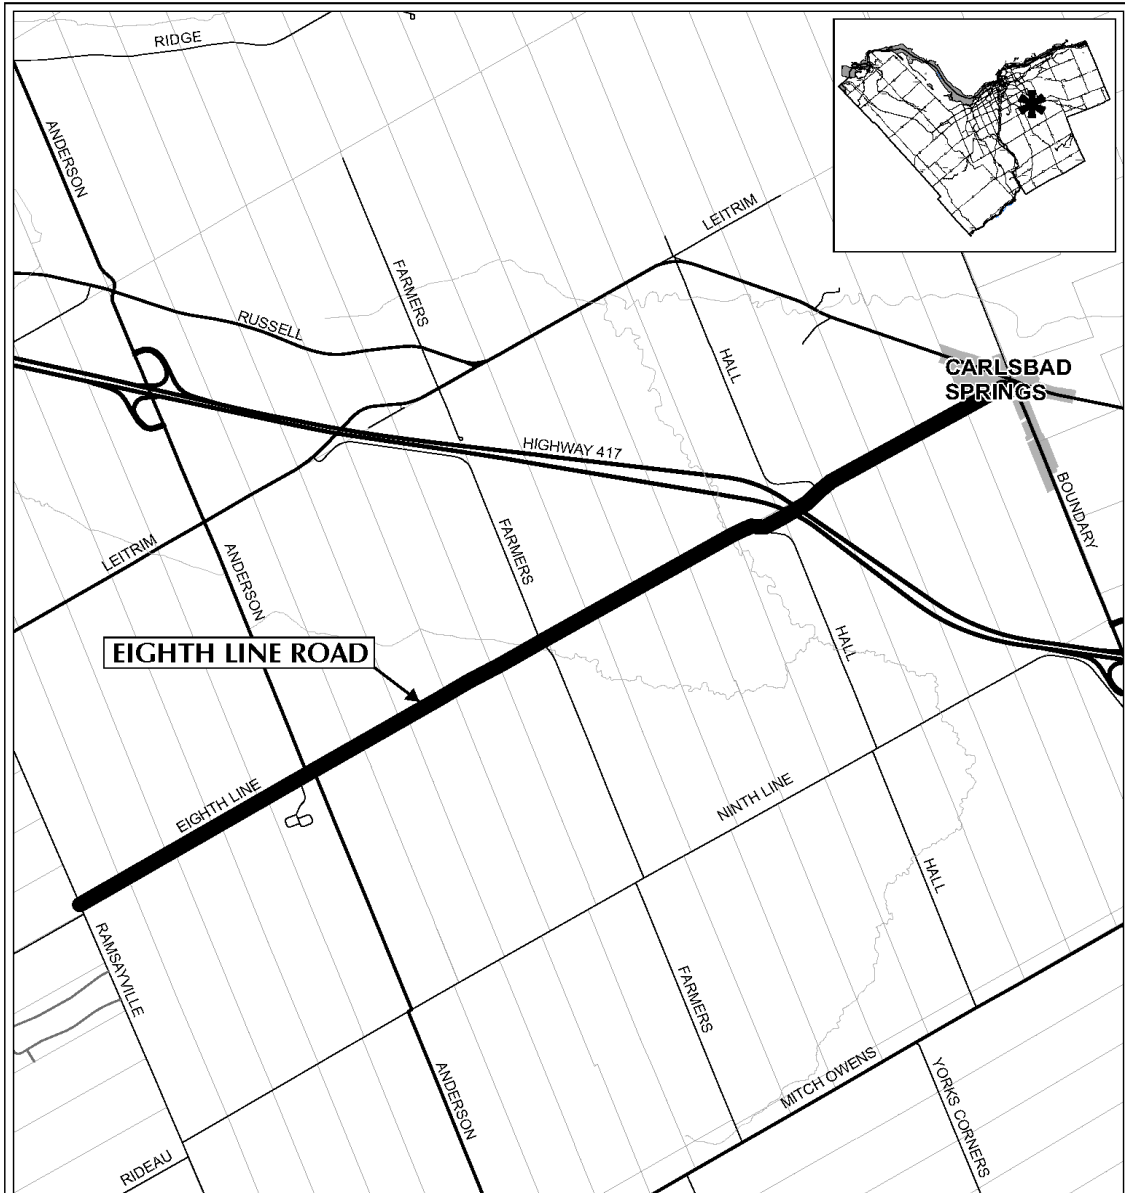 RIDGE
ANDERSON
LEITRIM
FARMERS
RUSSELL
HALL
CARLSBAD
SPRINGS
HIGHWAY 417
BOUNDARY
FARMERS
LEITRIM
ANDERSON
HALL
EIGHTH LINE ROAD
EIGHTH LINE
NINTH LINE
HALL
RAMSAYVILLE
FARMERS
MITCH OWENS
ANDERSON
YORKS CORNERS
RIDEAU